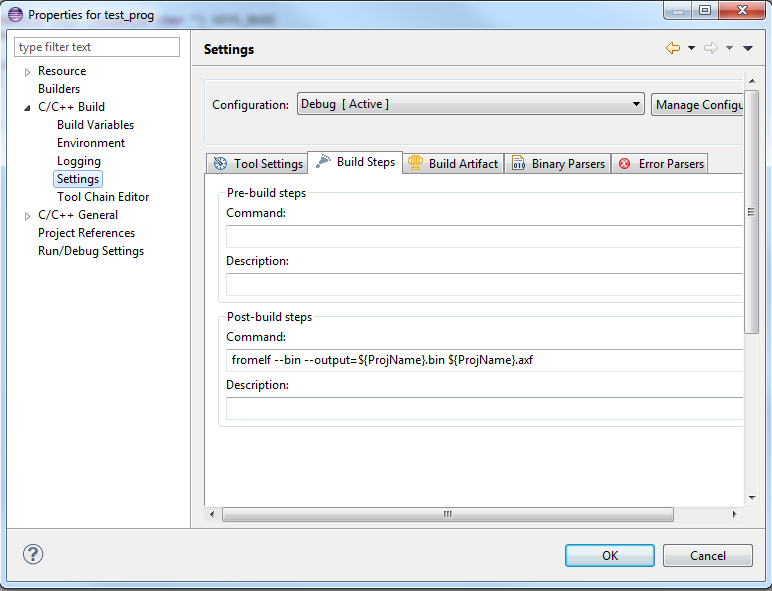 Properties for test_prog
type filter text
Resource
Builders
C/C++ Build
Build Variables
Environment
Logging
Settings
Tool Chain Editor
C/C++ General
Project References
Run/Debug Settings
Settings
Configuration: Debug [ Active ] Manage Configu
Tool Settings Build Steps Build Artifact Binary Parsers Error Parsers
Pre-build steps
Command:
Description:
Post-build steps
Command:
fromelf --bin --output=${ProjName}.bin ${ProjName}.axf
Description:
OK Cancel